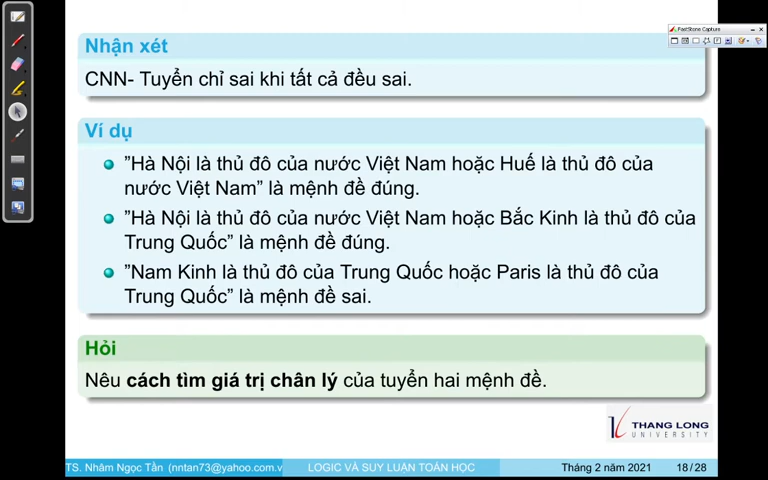 FastStone Capture
Nhận xét
CNN- Tuyển chỉ sai khi tất cả đều sai.
Ví dụ
”Hà Nội là thủ đô của nước Việt Nam hoặc Huế là thủ đô của
nước Việt Nam” là mệnh đề đúng.
”Hà Nội là thủ đô của nước Việt Nam hoặc Bắc Kinh là thủ đô của
Trung Quốc” là mệnh đề đúng.
”Nam Kinh là thủ đô của Trung Quốc hoặc Paris là thủ đô của
Trung Quốc” là mệnh đề sai.
Hỏi
Nêu cách tìm giá trị chân lý của tuyển hai mệnh đề.
THANG LONG
UNIVERSITY
TS. Nhâm Ngọc Tần (nntan73@yahoo.com.v
LOGIC VÀ SUY LUẬN TOÁN HỌC
Tháng 2 năm 2021
18 / 28